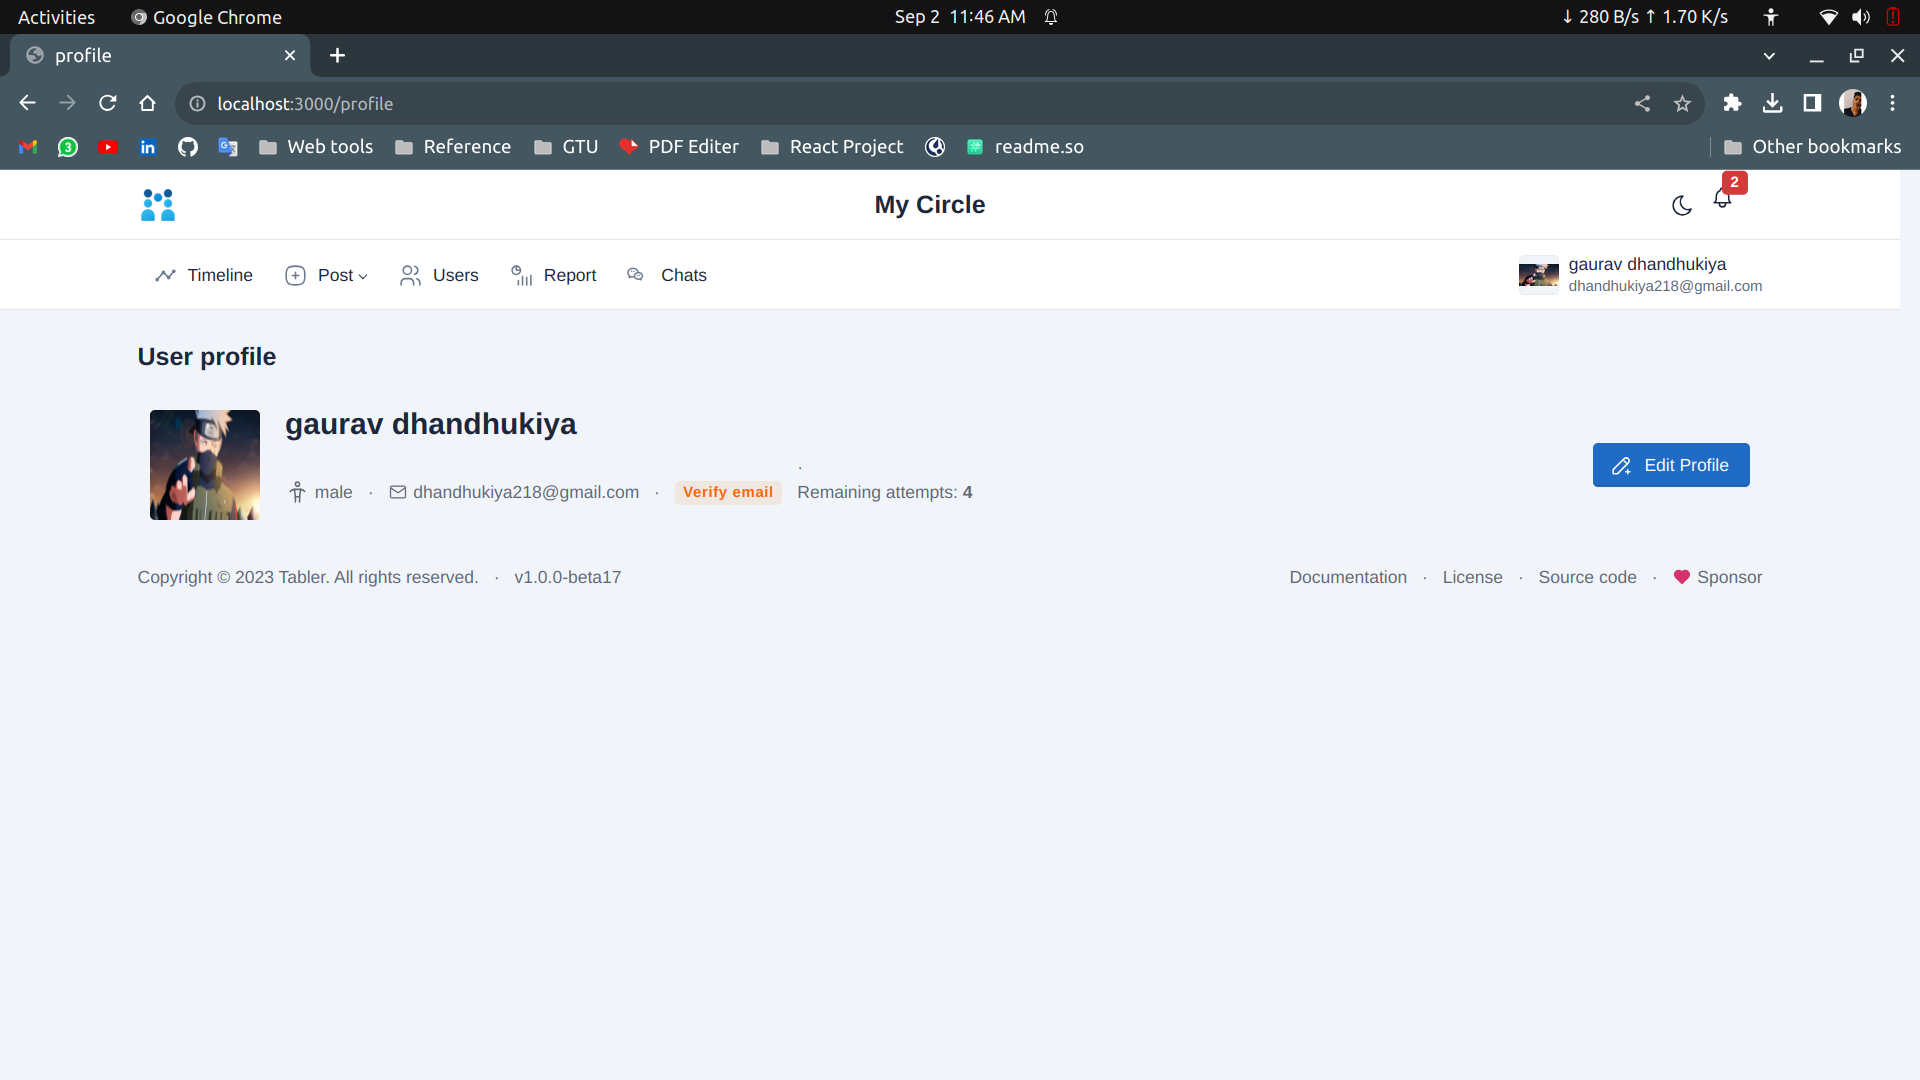 Activities Google Chrome Sep 2 11:46 AM ↓ 280 B/s ↑ 1.70 K/s
profile
localhost:3000/profile
3 in Web tools Reference GTU PDF Editer React Project readme.so Other bookmarks
My Circle 2
Timeline Post Users Report Chats
gaurav dhandhukiya
dhandhukiya218@gmail.com
User profile
gaurav dhandhukiya
male · dhandhukiya218@gmail.com · Verify email · Remaining attempts: 4
Edit Profile
Copyright © 2023 Tabler. All rights reserved. · v1.0.0-beta17 Documentation · License · Source code · Sponsor